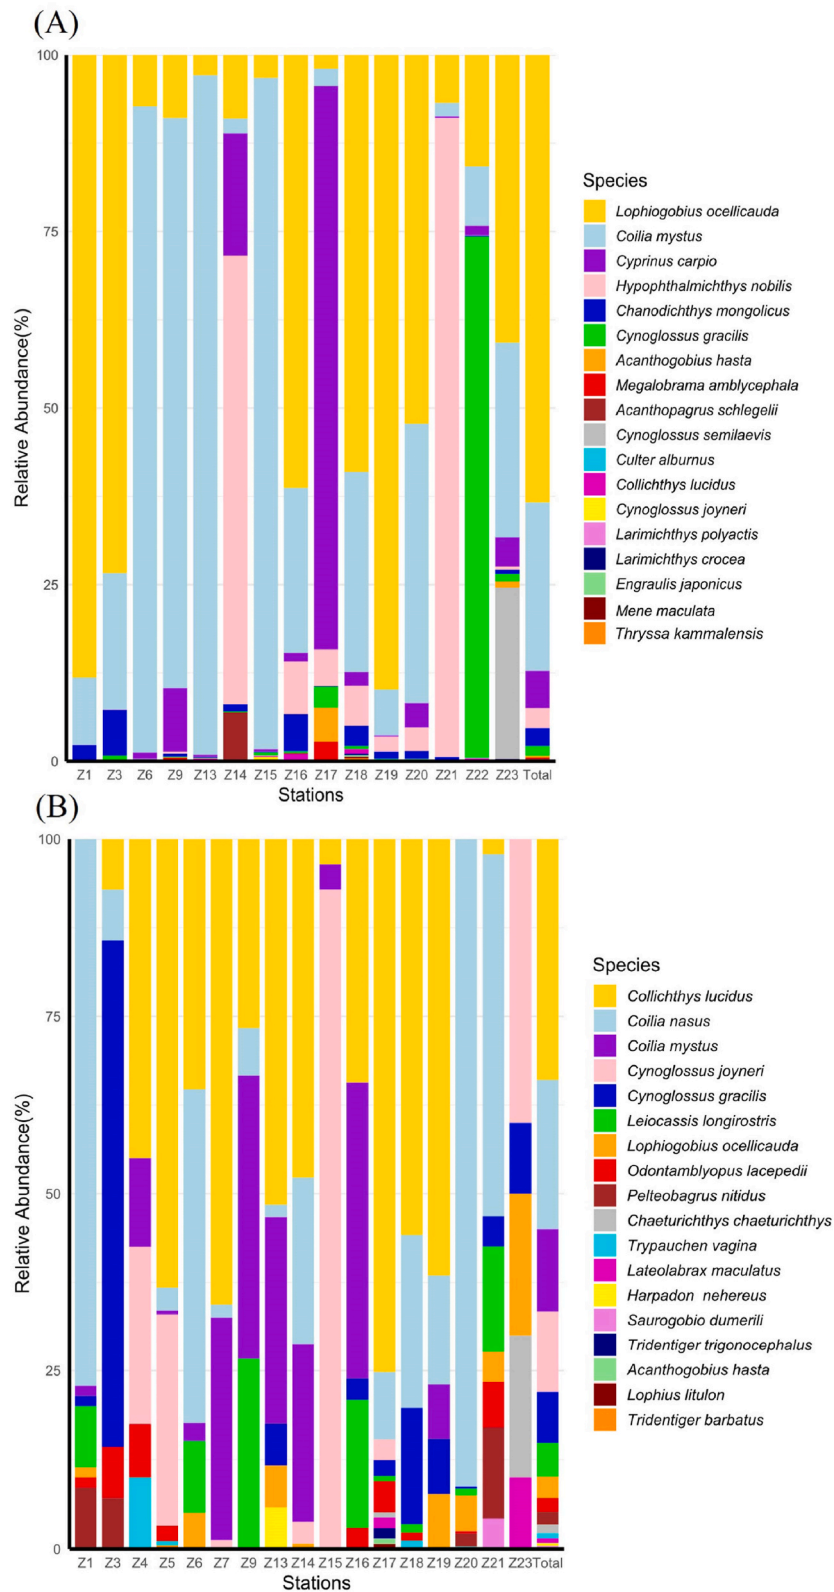 (A)
100
75
50
25
0
Relative Abundance(%)
Z1 Z3 Z6 Z9 Z13 Z14 Z15 Z16 Z17 Z18 Z19 Z20 Z21 Z22 Z23 Total
Stations
Species
Lophiogobius ocellicauda
Coilia mystus
Cyprinus carpio
Hypophthalmichthys nobilis
Chanodichthys mongolicus
Cynoglossus gracilis
Acanthogobius hasta
Megalobrama amblycephala
Acanthopagrus schlegelii
Cynoglossus semilaevis
Culter alburnus
Collichthys lucidus
Cynoglossus joyneri
Larimichthys polyactis
Larimichthys crocea
Engraulis japonicus
Mene maculata
Thryssa kammalensis
(B)
100
75
50
25
0
Relative Abundance(%)
Z1 Z3 Z4 Z5 Z6 Z7 Z9 Z13 Z14 Z15 Z16 Z17 Z18 Z19 Z20 Z21 Z23 Total
Stations
Species
Collichthys lucidus
Coilia nasus
Coilia mystus
Cynoglossus joyneri
Cynoglossus gracilis
Leiocassis longirostris
Lophiogobius ocellicauda
Odontamblyopus lacepedii
Pelteobagrus nitidus
Chaeturichthys chaeturichthys
Trypauchen vagina
Lateolabrax maculatus
Harpadon nehereus
Saurogobio dumerili
Tridentiger trigonocephalus
Acanthogobius hasta
Lophius litulon
Tridentiger barbatus